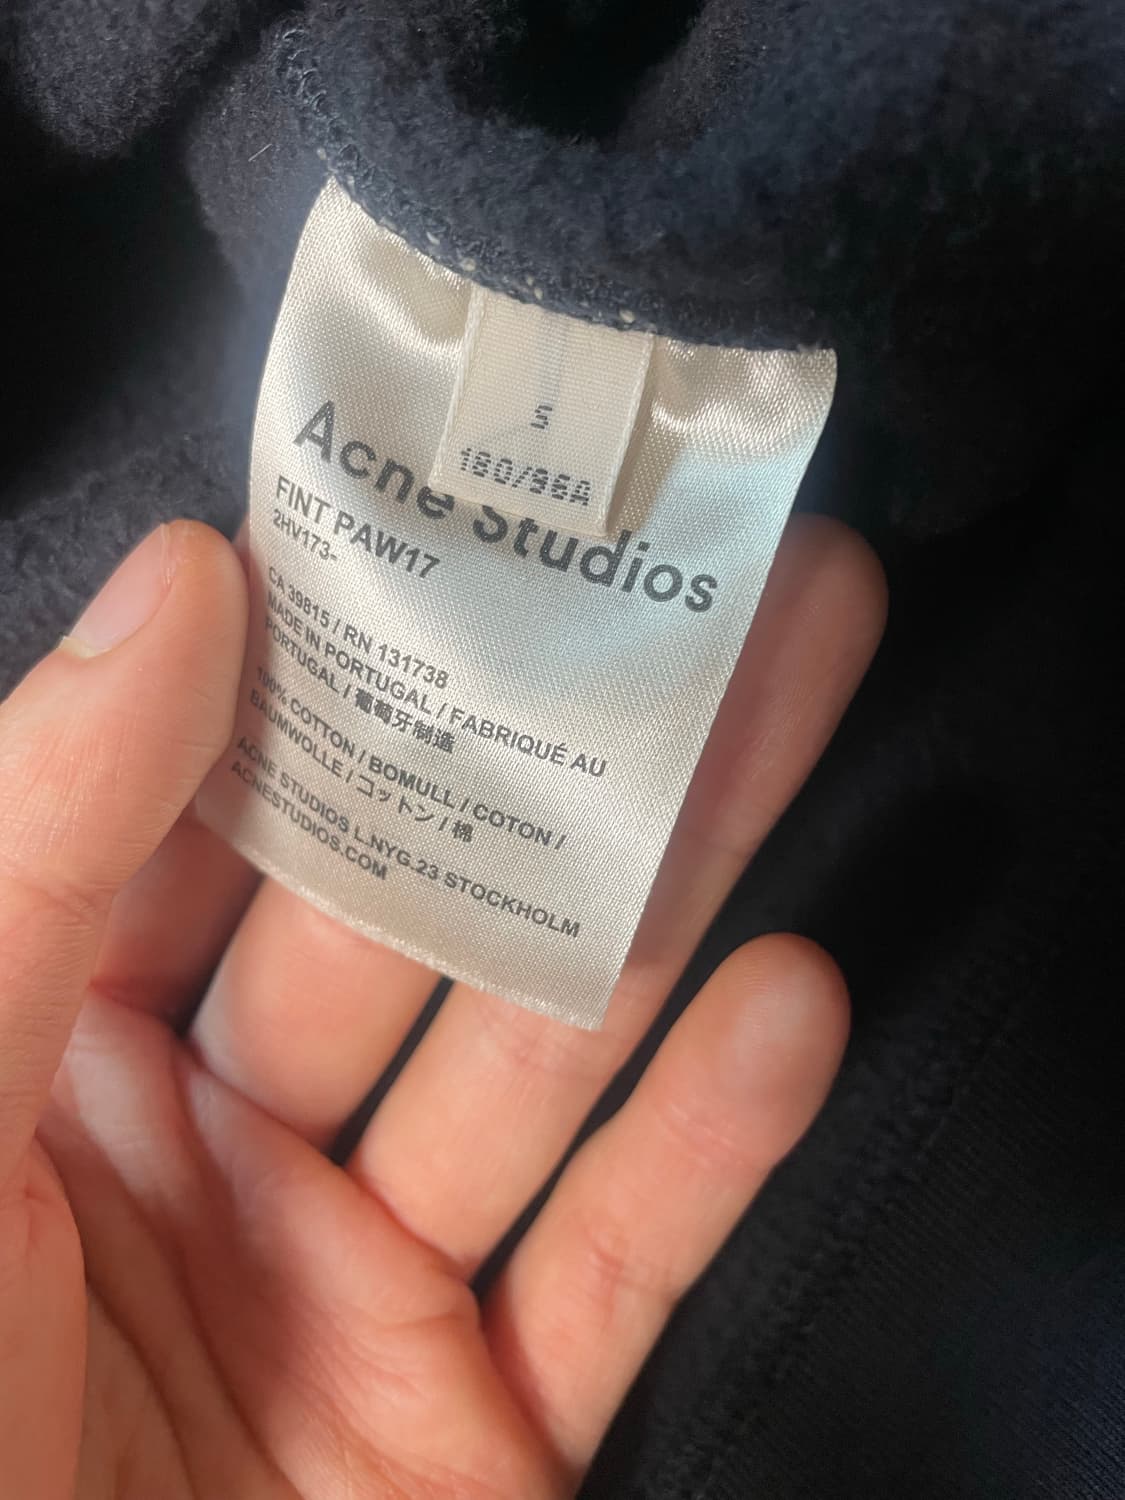 S
180/96A
Acne Studios
FINT PAW17
2HV173-
CA 39815 / RN 131738
MADE IN PORTUGAL / FABRIQUÉ AU
PORTUGAL / 葡萄牙制造
100% COTTON / BOMULL / COTON /
BAUMWOLLE / コットン / 棉
ACNE STUDIOS L.NYG.23 STOCKHOLM
ACNESTUDIOS.COM